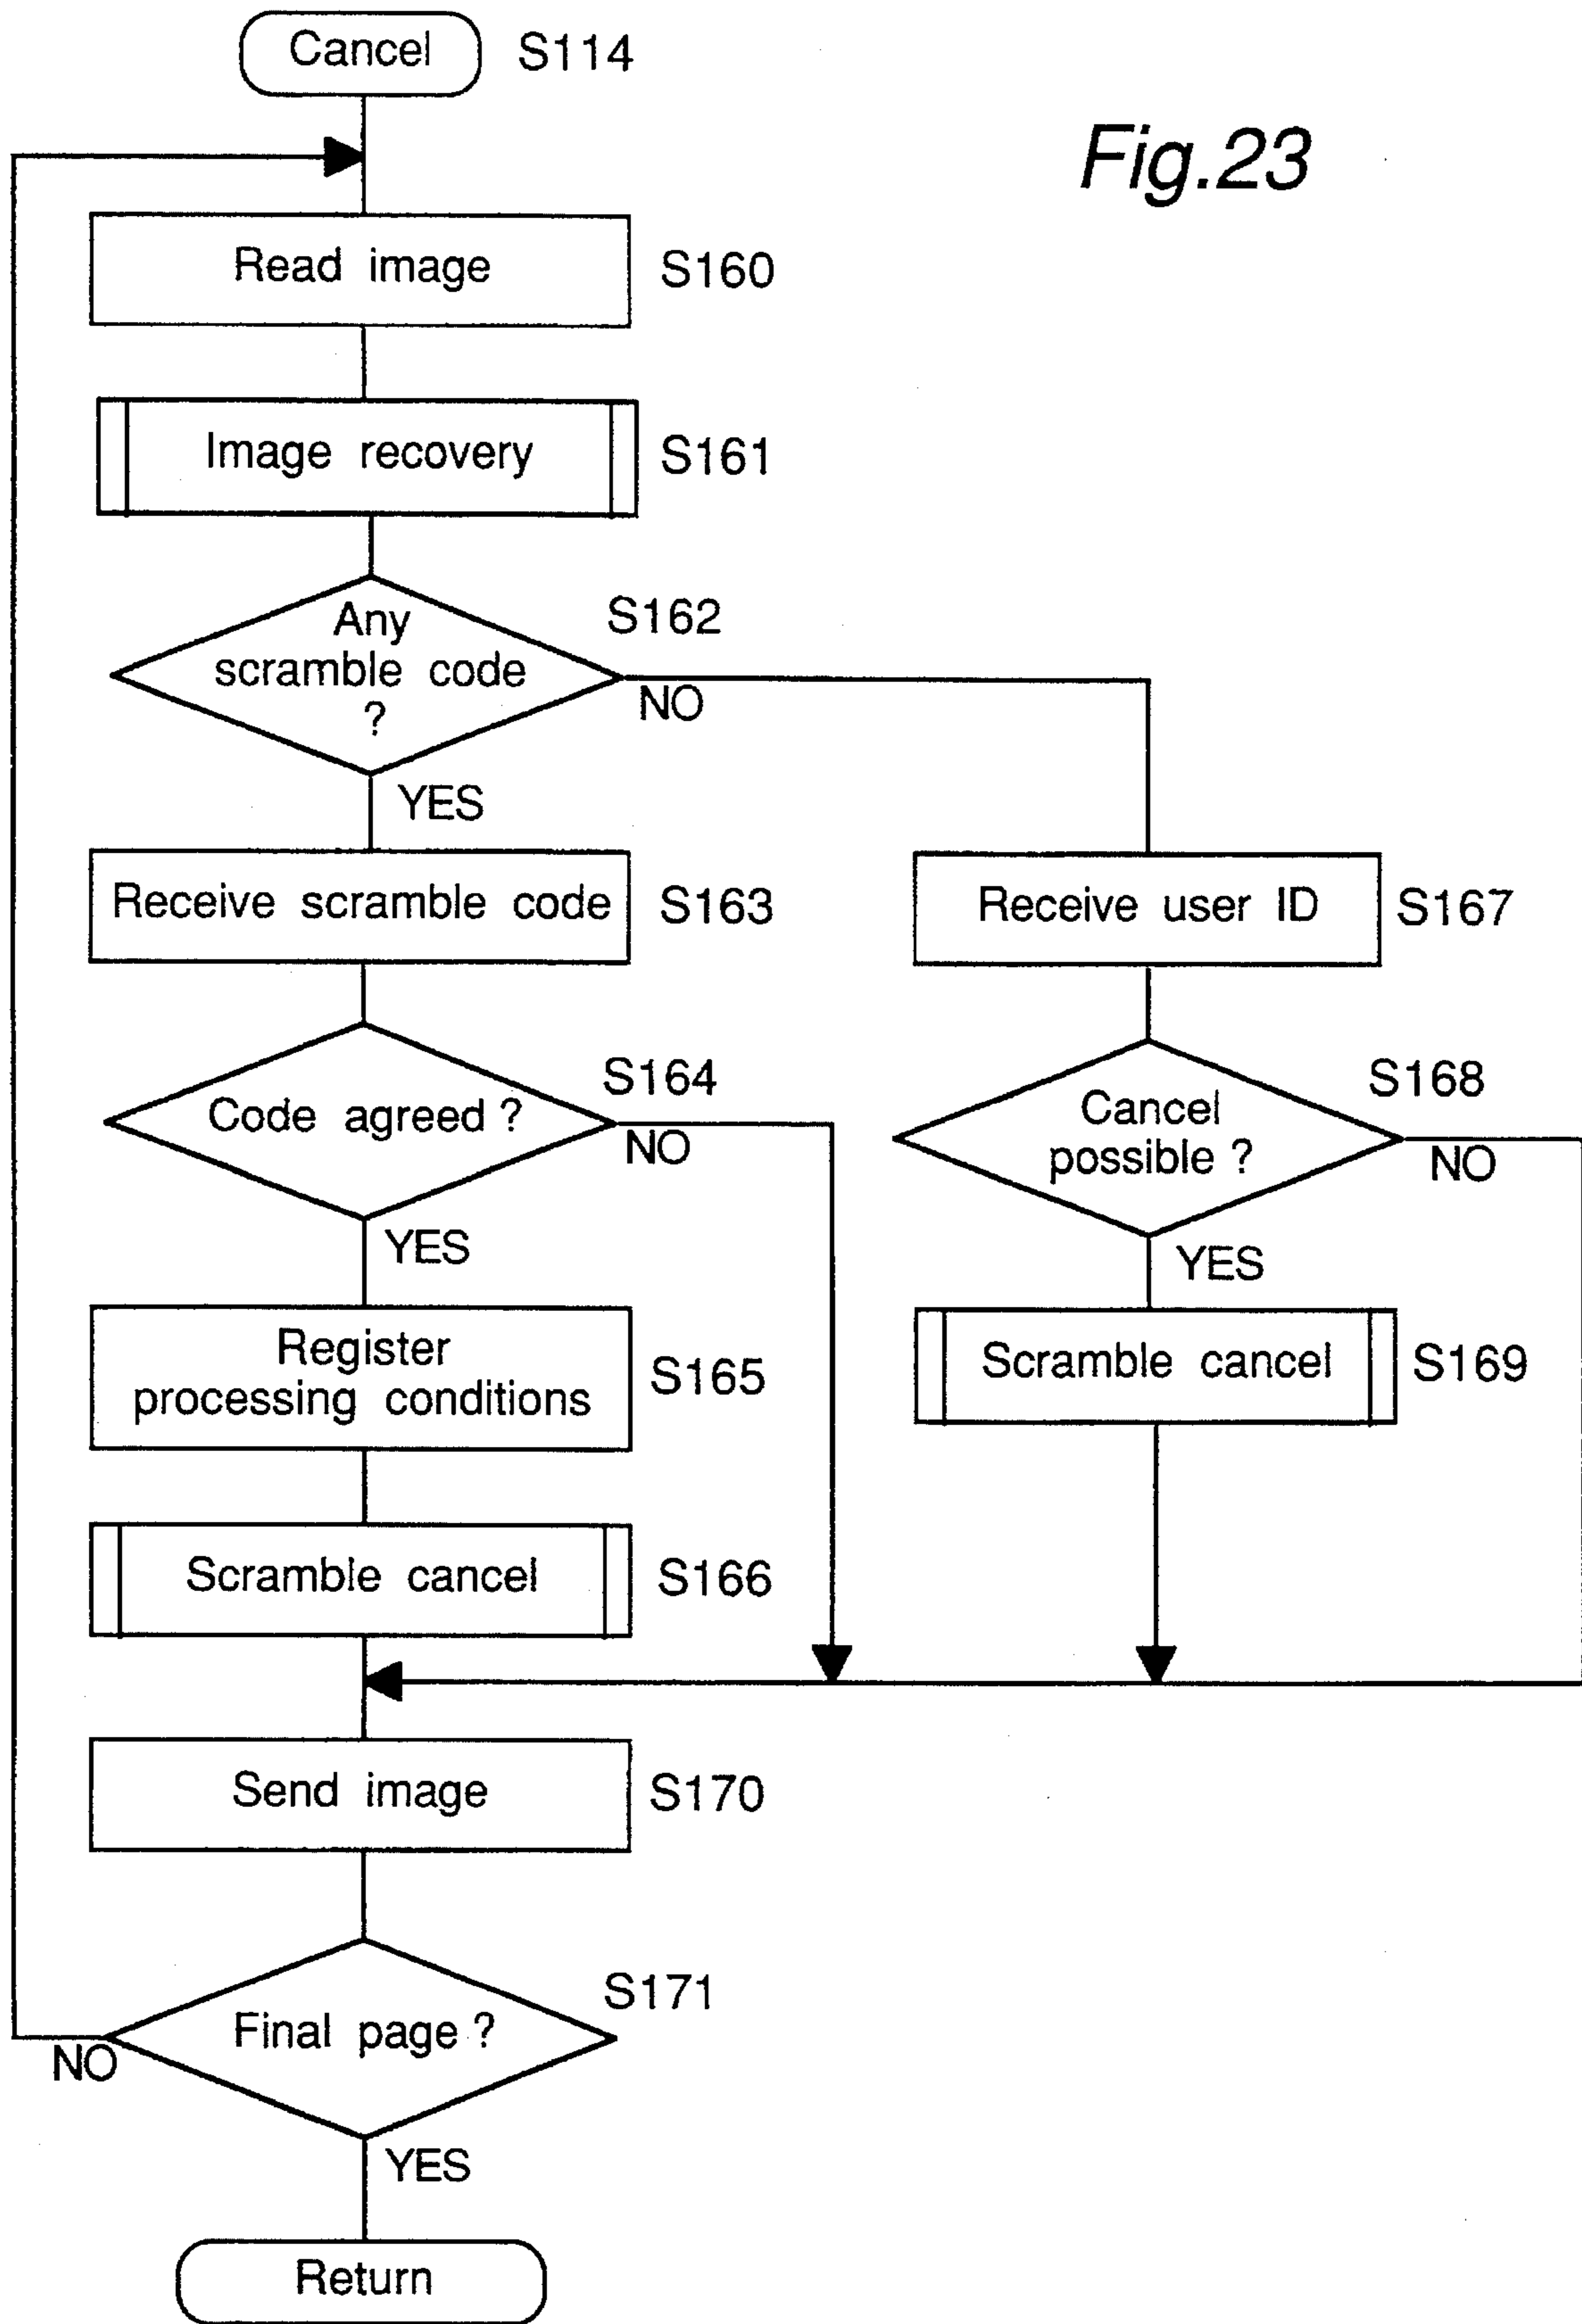 Cancel S114
Fig.23
Read image S160
Image recovery S161
Any
scramble code
?
S162
NO
YES
Receive scramble code S163
Receive user ID S167
Code agreed ?
S164
NO
YES
Cancel
possible ?
S168
NO
YES
Register
processing conditions
S165
Scramble cancel S169
Scramble cancel S166
Send image S170
Final page ?
S171
NO
YES
Return